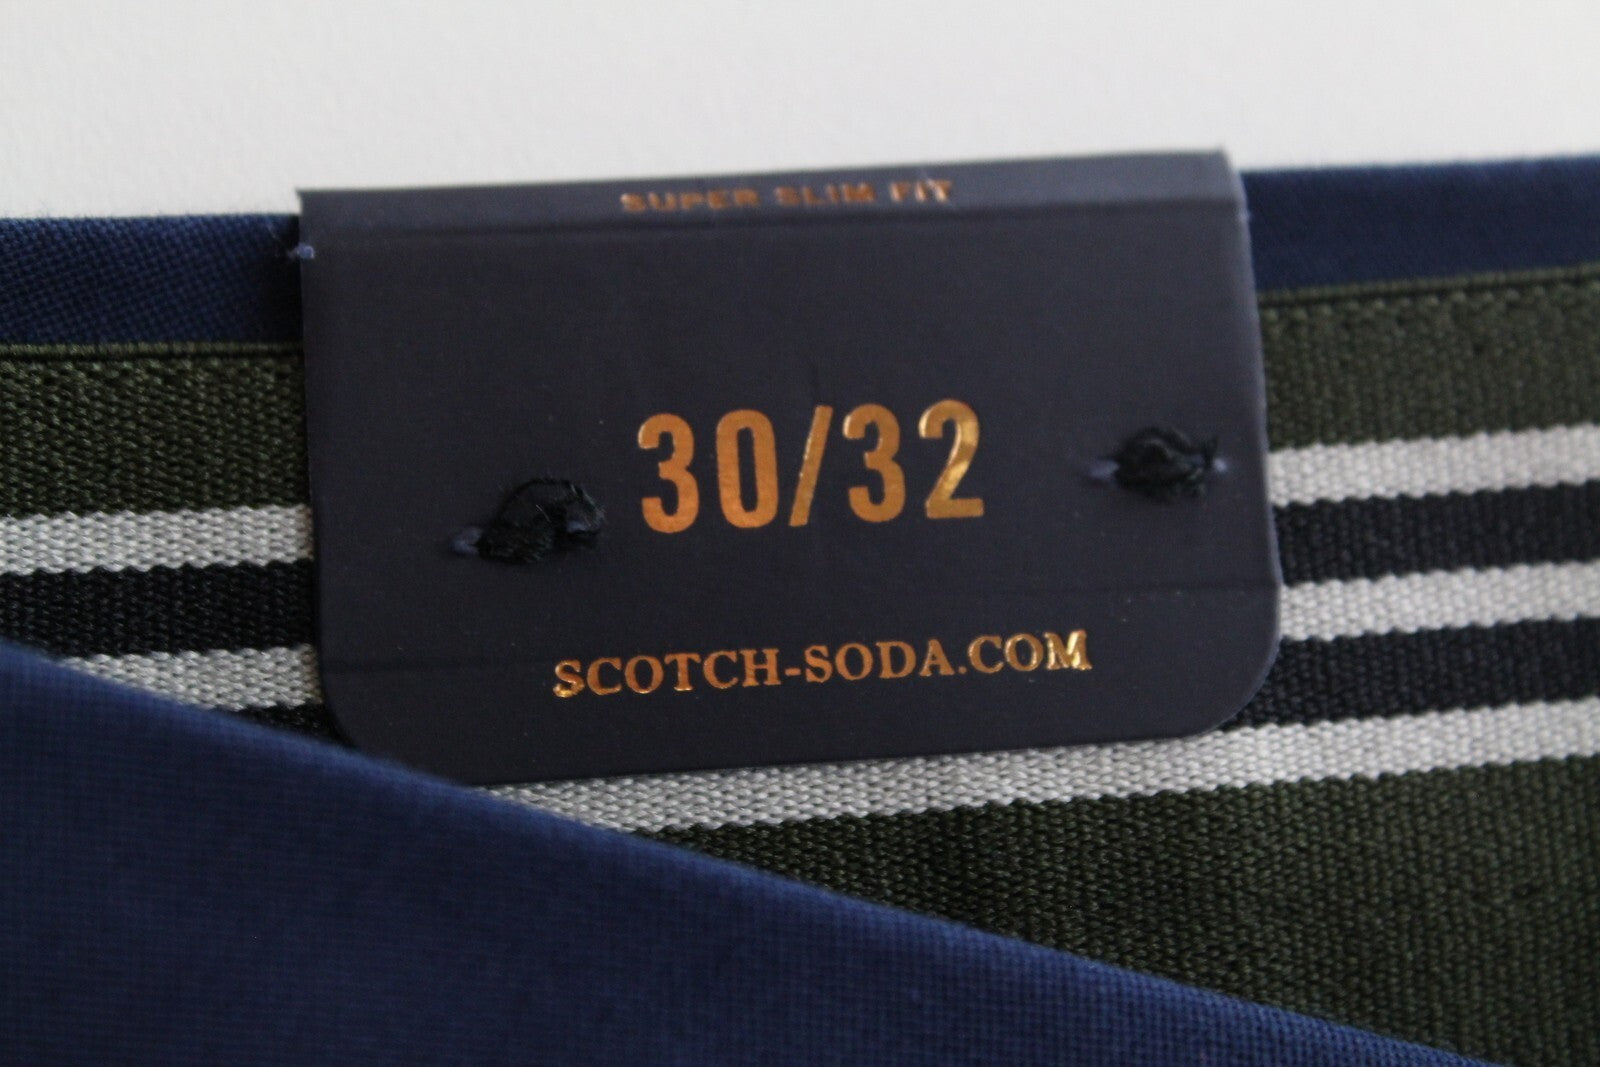 SUPER SLIM FIT
30/32
SCOTCH-SODA.COM